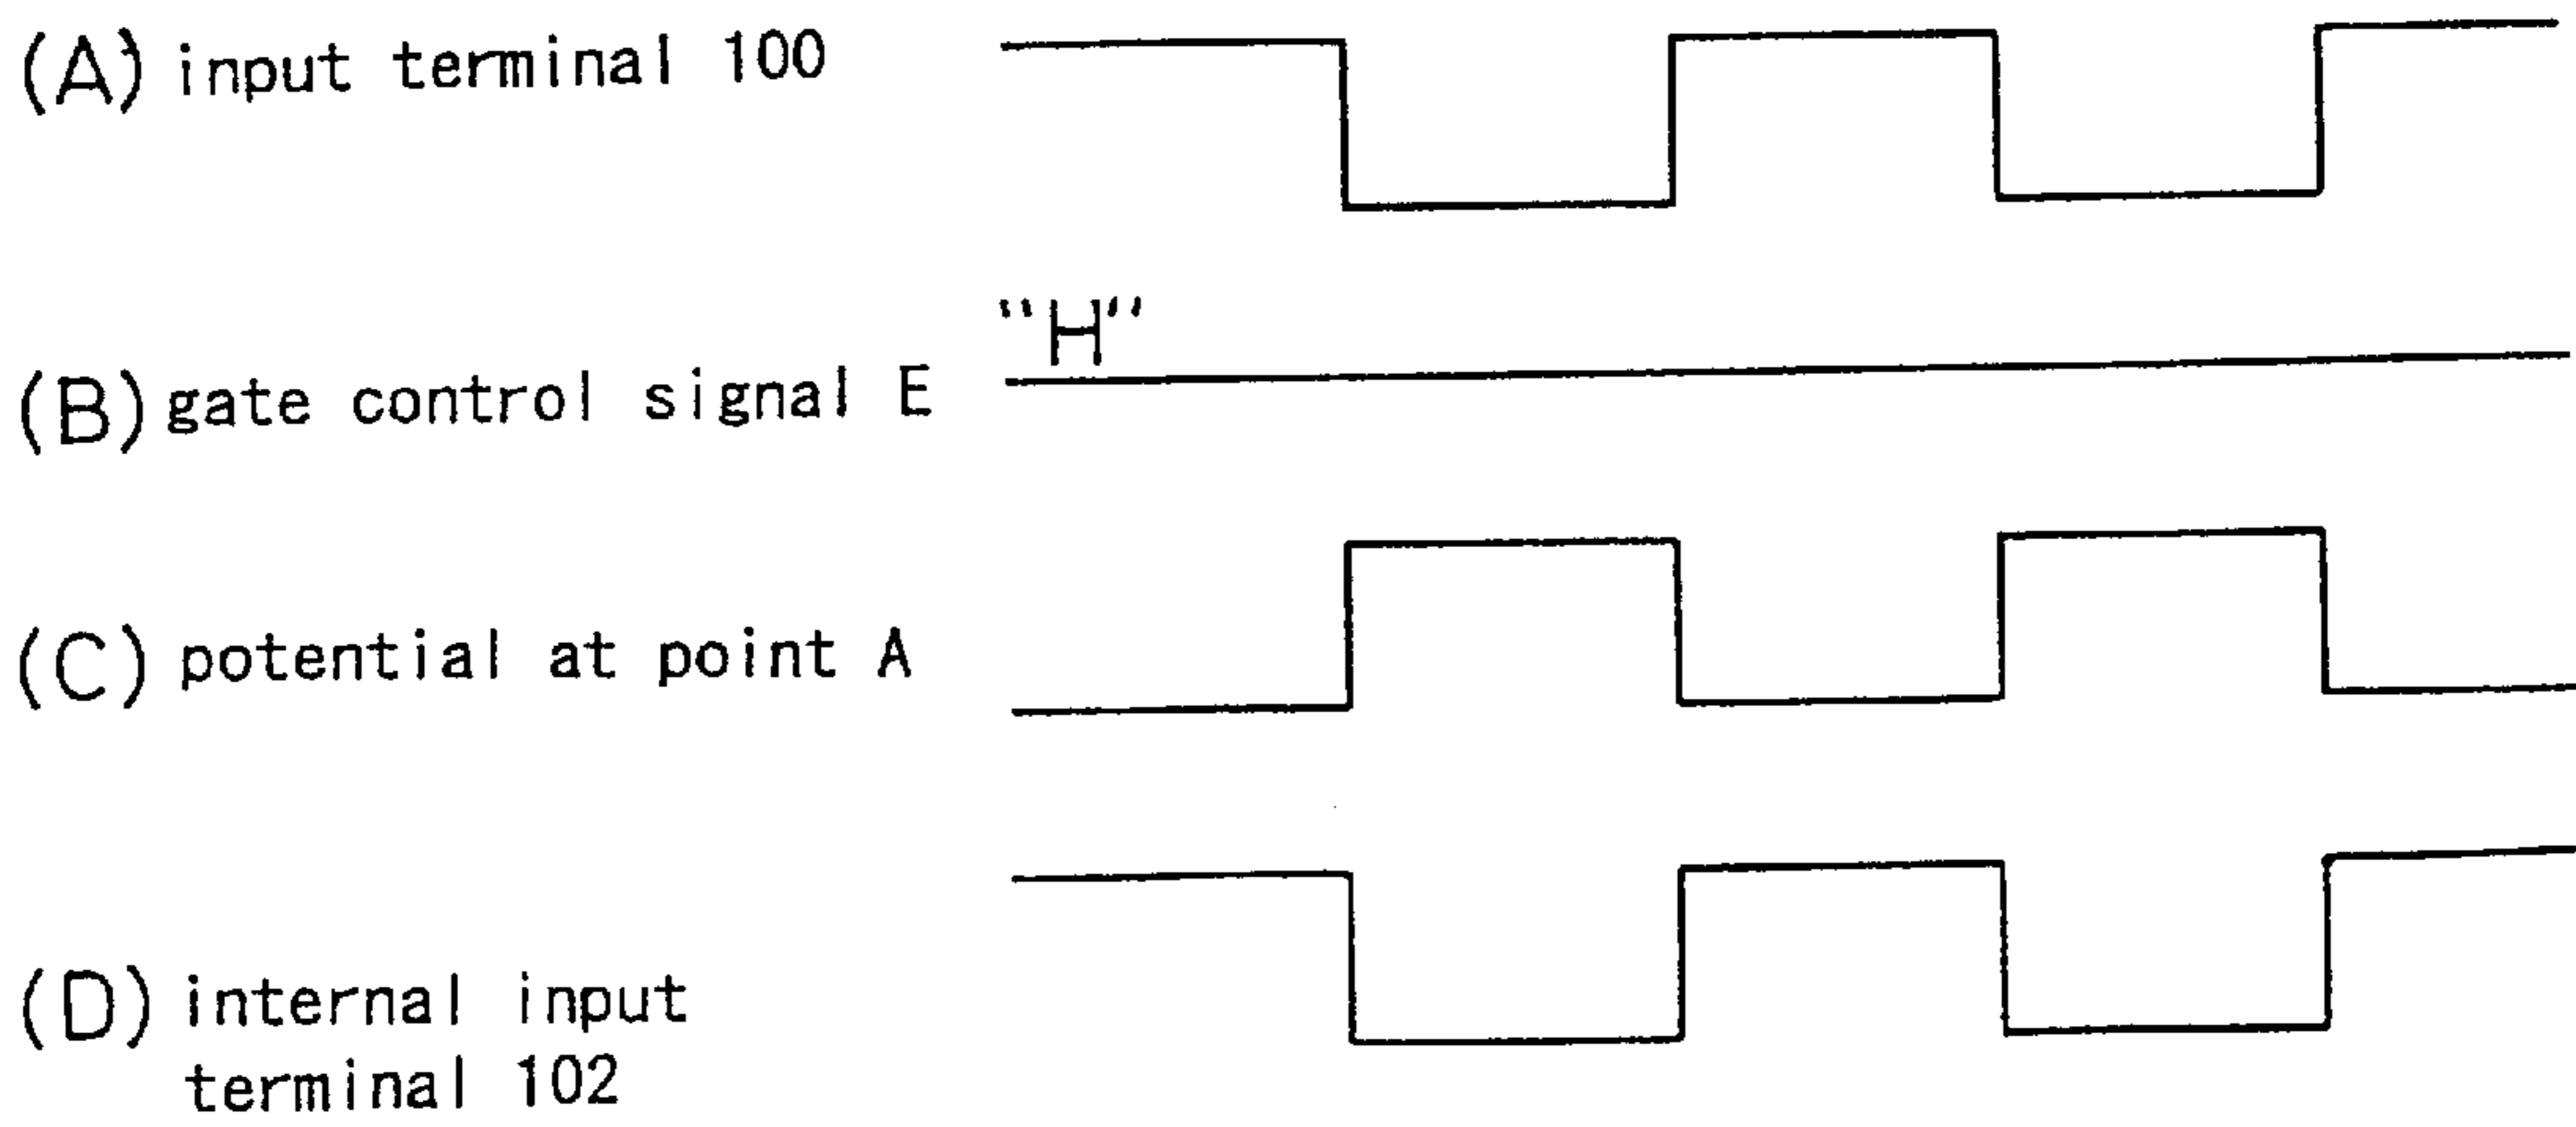 (A) input terminal 100
"H"
(B) gate control signal E
(C) potential at point A
(D) internal input
terminal 102